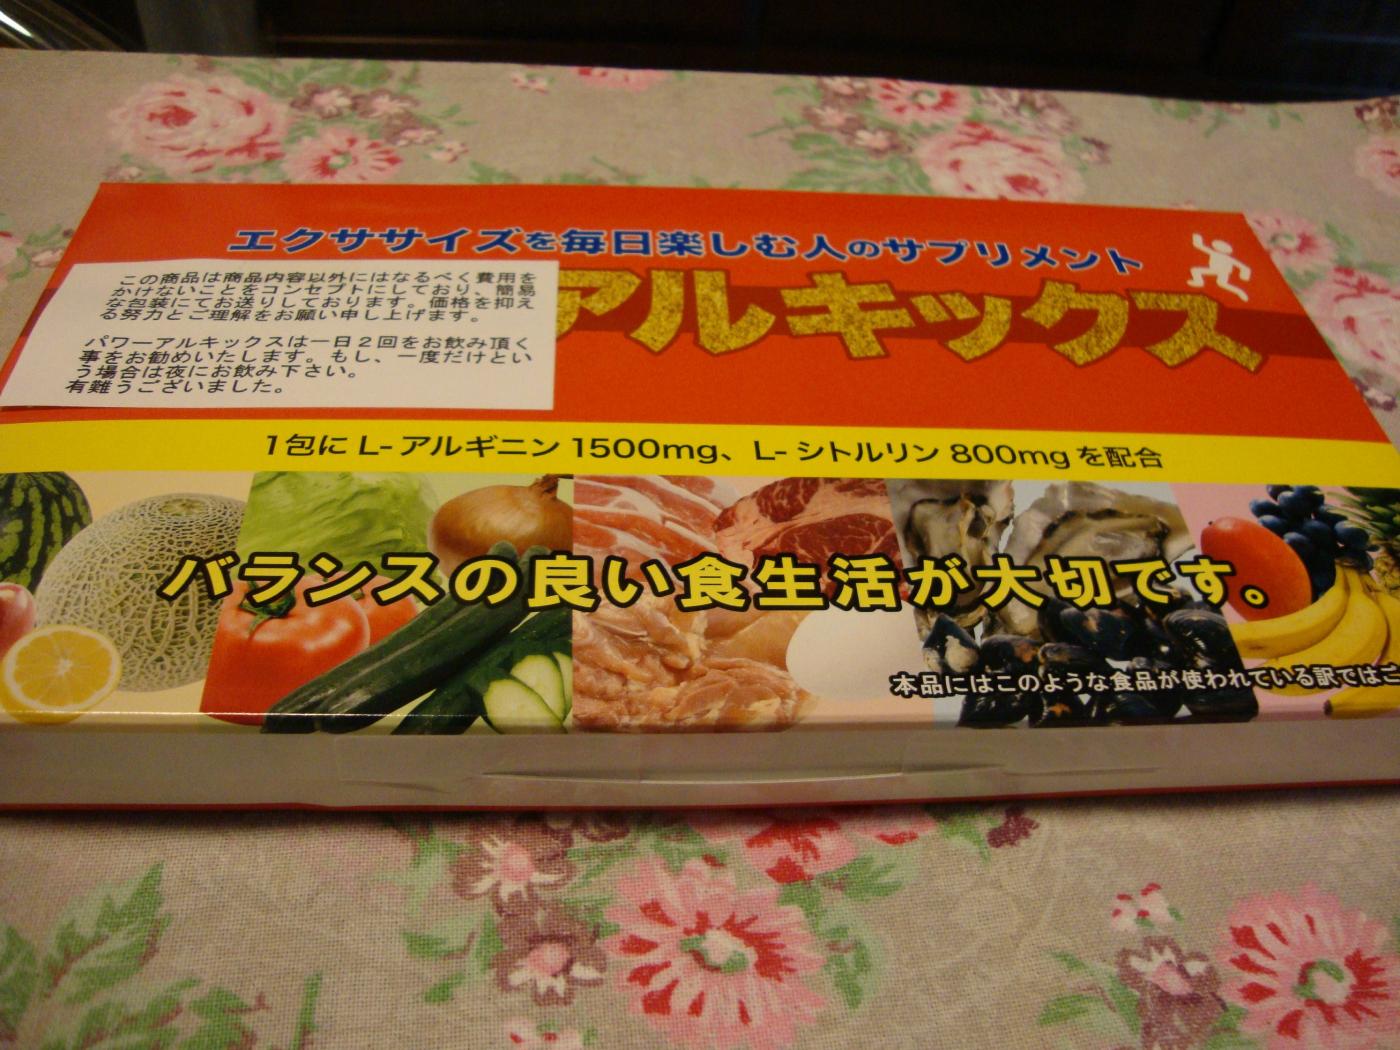 エクササイズを毎日楽しむ人のサプリメント
アルキックス
この商品は商品内容以外にはなるべく費用を
かけないことをコンセプトにしており、簡易
な包装にてお送りしております。価格を抑え
る努力とご理解をお願い申し上げます。
パワーアルキックスは一日２回をお飲み頂く
事をお勧めいたします。もし、一度だけとい
う場合は夜にお飲み下さい。
有難うございました。
1包に L-アルギニン 1500mg、L-シトルリン 800mgを配合
バランスの良い食生活が大切です。
本品にはこのような食品が使われている訳ではご